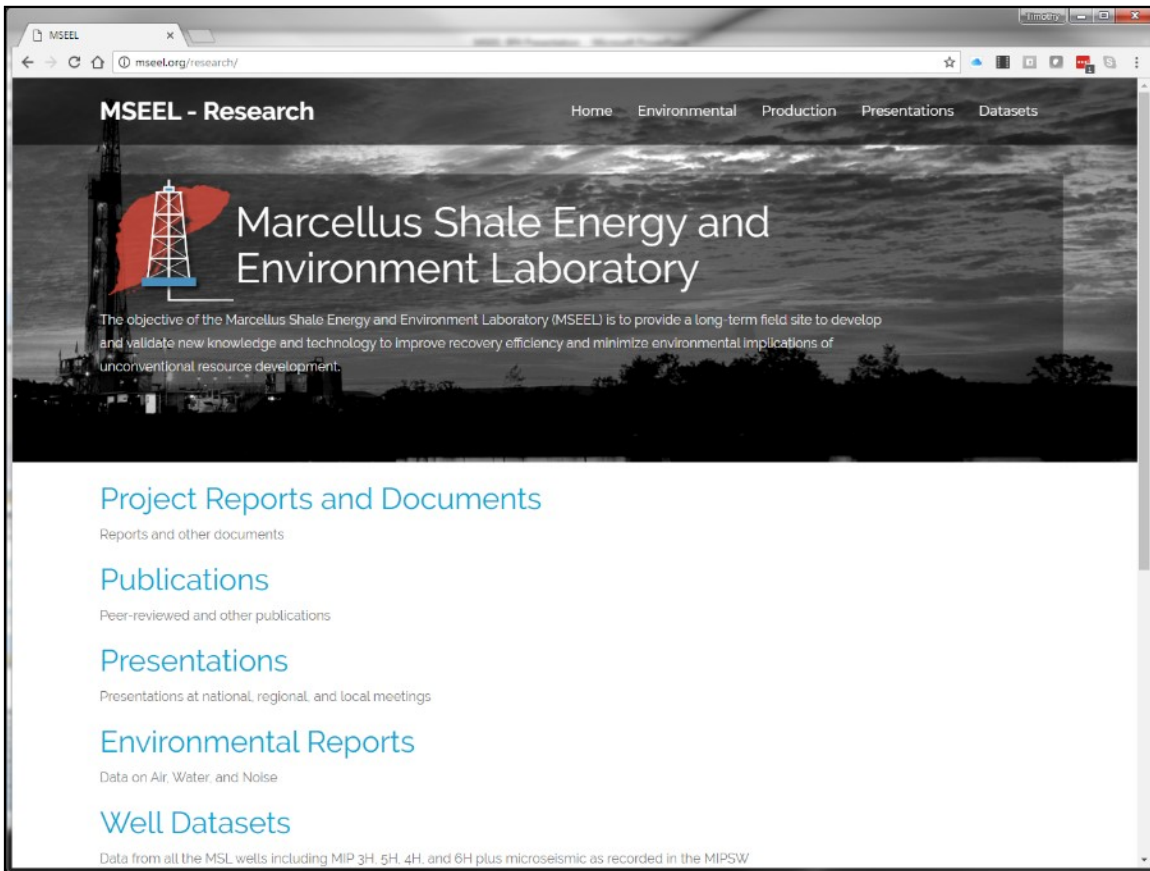 Timothy
MSEEL
mseel.org/research/
1
MSEEL - Research
Home Environmental Production Presentations Datasets
Marcellus Shale Energy and
Environment Laboratory
The objective of the Marcellus Shale Energy and Environment Laboratory (MSEEL) is to provide a long-term field site to develop
and validate new knowledge and technology to improve recovery efficiency and minimize environmental implications of
unconventional resource development.
Project Reports and Documents
Reports and other documents
Publications
Peer-reviewed and other publications
Presentations
Presentations at national, regional, and local meetings
Environmental Reports
Data on Air, Water, and Noise
Well Datasets
Data from all the MSL wells including MIP 3H, 5H, 4H, and 6H plus microseismic as recorded in the MIPSW